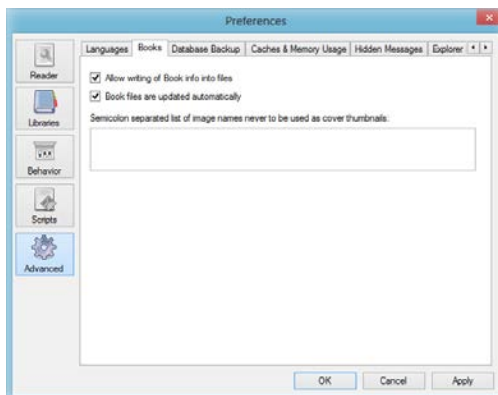 Preferences
Languages Books Database Backup Caches & Memory Usage Hidden Messages Explorer
Reader
Libraries
Behavior
Scripts
Advanced
Allow writing of Book info into files
Book files are updated automatically
Semicolon separated list of image names never to be used as cover thumbnails:
OK Cancel Apply